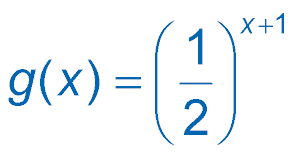 g(x) = (1/2)^{x+1}